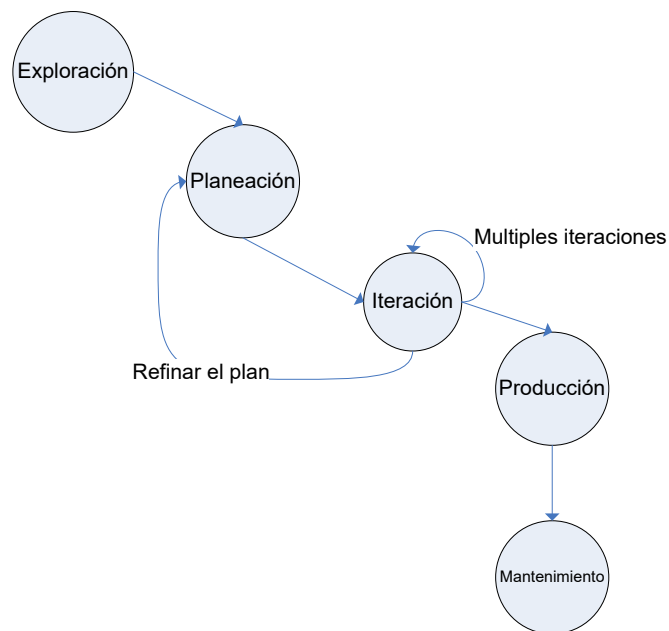 Exploración
Planeación
Multiples iteraciones
Iteración
Refinar el plan
Producción
Mantenimiento